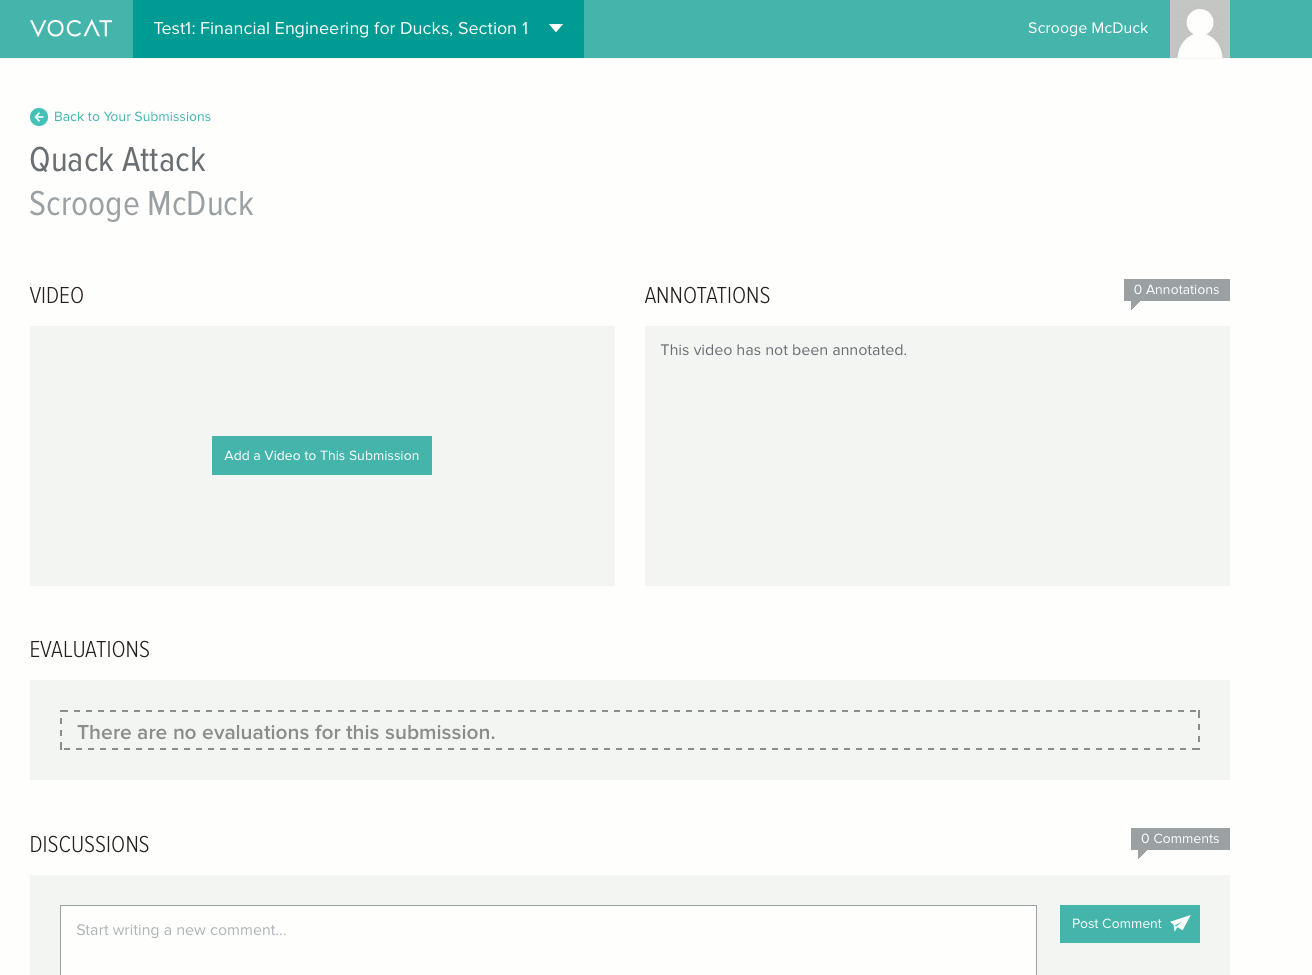 VOCAT
Test1: Financial Engineering for Ducks, Section 1
Scrooge McDuck
Back to Your Submissions
Quack Attack
Scrooge McDuck
VIDEO
ANNOTATIONS
0 Annotations
This video has not been annotated.
Add a Video to This Submission
EVALUATIONS
There are no evaluations for this submission.
DISCUSSIONS
0 Comments
Start writing a new comment...
Post Comment